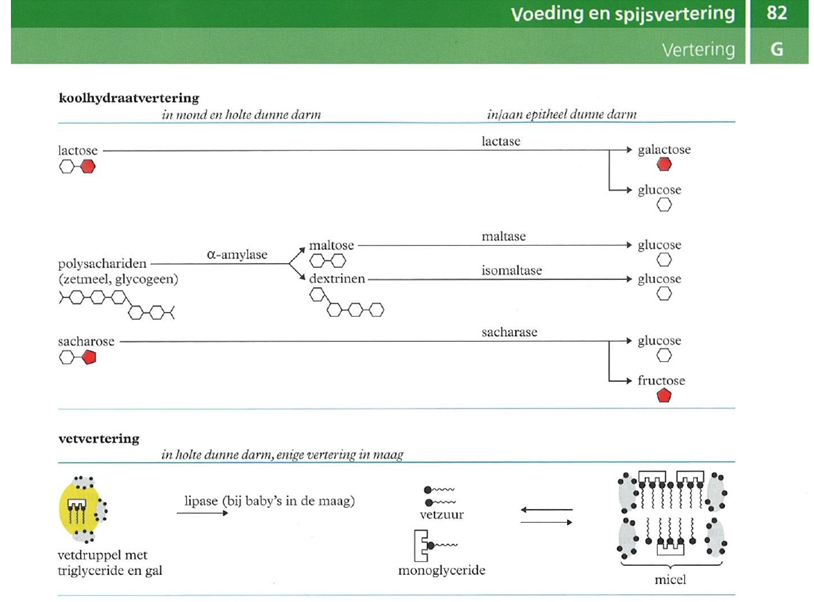 Voeding en spijsvertering 82
Vertering G
koolhydraatvertering
in mond en holte dunne darm in/aan epitheel dunne darm
lactose lactase galactose
glucose
polysachariden
(zetmeel, glycogeen)
α-amylase
maltose maltase glucose
dextrinen isomaltase glucose
sacharose sacharase glucose
fructose
vetvertering
in holte dunne darm, enige vertering in maag
vetdruppel met
triglyceride en gal
lipase (bij baby's in de maag)
vetzuur
monoglyceride
micel